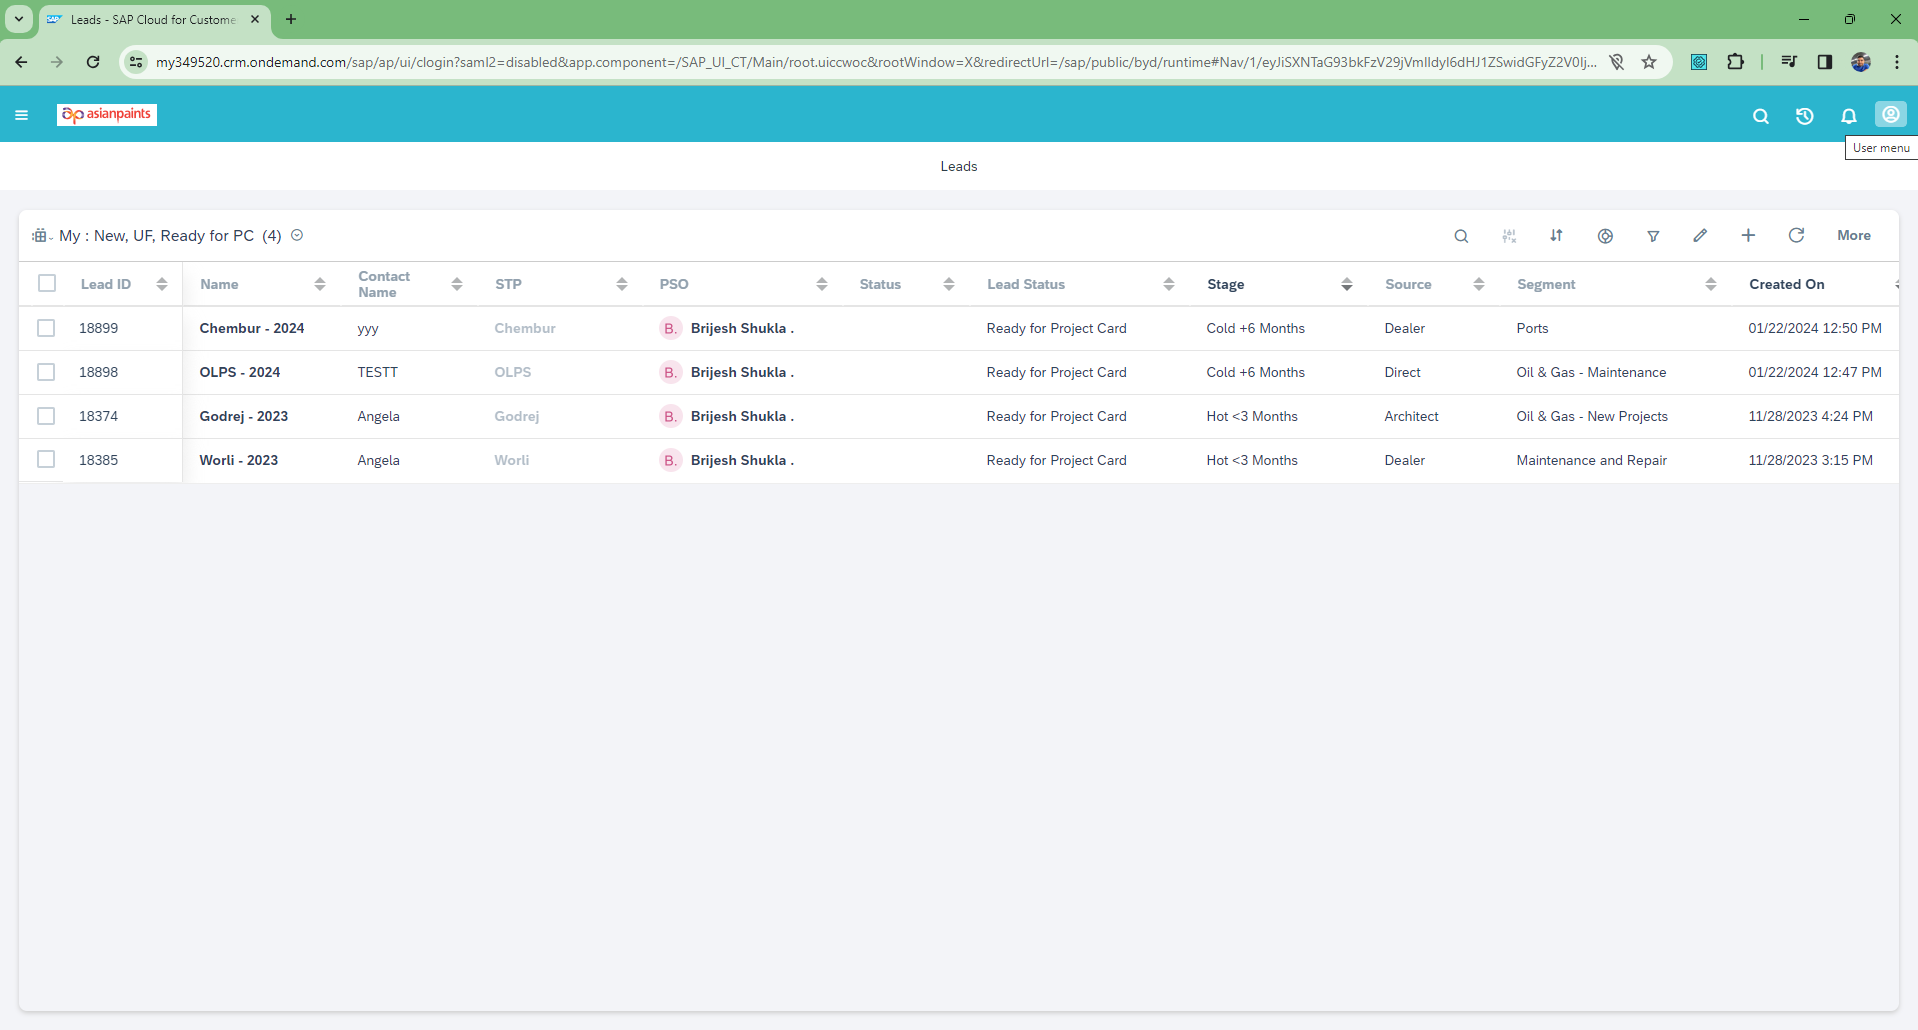 Leads - SAP Cloud for Custome
my349520.crm.ondemand.com/sap/ap/ui/clogin?saml2=disabled&app.component=/SAP_UI_CT/Main/root.uiccwoc&rootWindow=X&redirectUrl=/sap/public/byd/runtime#Nav/1/eyJiSXNTaG93bkFzV29jVmlldyI6dHJ1ZSwidGFyZ2V0Ij...
asianpaints
User menu
Leads
My : New, UF, Ready for PC (4)
More
Lead ID Name Contact Name STP PSO Status Lead Status Stage Source Segment Created On
18899 Chembur - 2024 yyy Chembur B. Brijesh Shukla . Ready for Project Card Cold +6 Months Dealer Ports 01/22/2024 12:50 PM
18898 OLPS - 2024 TESTT OLPS B. Brijesh Shukla . Ready for Project Card Cold +6 Months Direct Oil & Gas - Maintenance 01/22/2024 12:47 PM
18374 Godrej - 2023 Angela Godrej B. Brijesh Shukla . Ready for Project Card Hot <3 Months Architect Oil & Gas - New Projects 11/28/2023 4:24 PM
18385 Worli - 2023 Angela Worli B. Brijesh Shukla . Ready for Project Card Hot <3 Months Dealer Maintenance and Repair 11/28/2023 3:15 PM